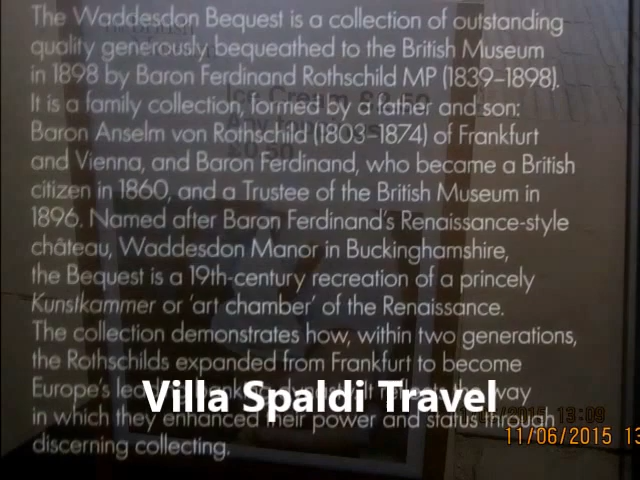 The Waddesdon Bequest is a collection of outstanding
quality generously bequeathed to the British Museum
in 1898 by Baron Ferdinand Rothschild MP (1839–1898).
It is a family collection, formed by a father and son:
Baron Anselm von Rothschild (1803–1874) of Frankfurt
and Vienna, and Baron Ferdinand, who became a British
citizen in 1860, and a Trustee of the British Museum in
1896. Named after Baron Ferdinand's Renaissance-style
château, Waddesdon Manor in Buckinghamshire,
the Bequest is a 19th-century recreation of a princely
Kunstkammer or 'art chamber' of the Renaissance.
The collection demonstrates how, within two generations,
the Rothschilds expanded from Frankfurt to become
Europe's way
Villa Spaldi Travel
in which they enhanced their power and status through
discerning collecting.
Ice Cream
13:09
11/06/2015 13